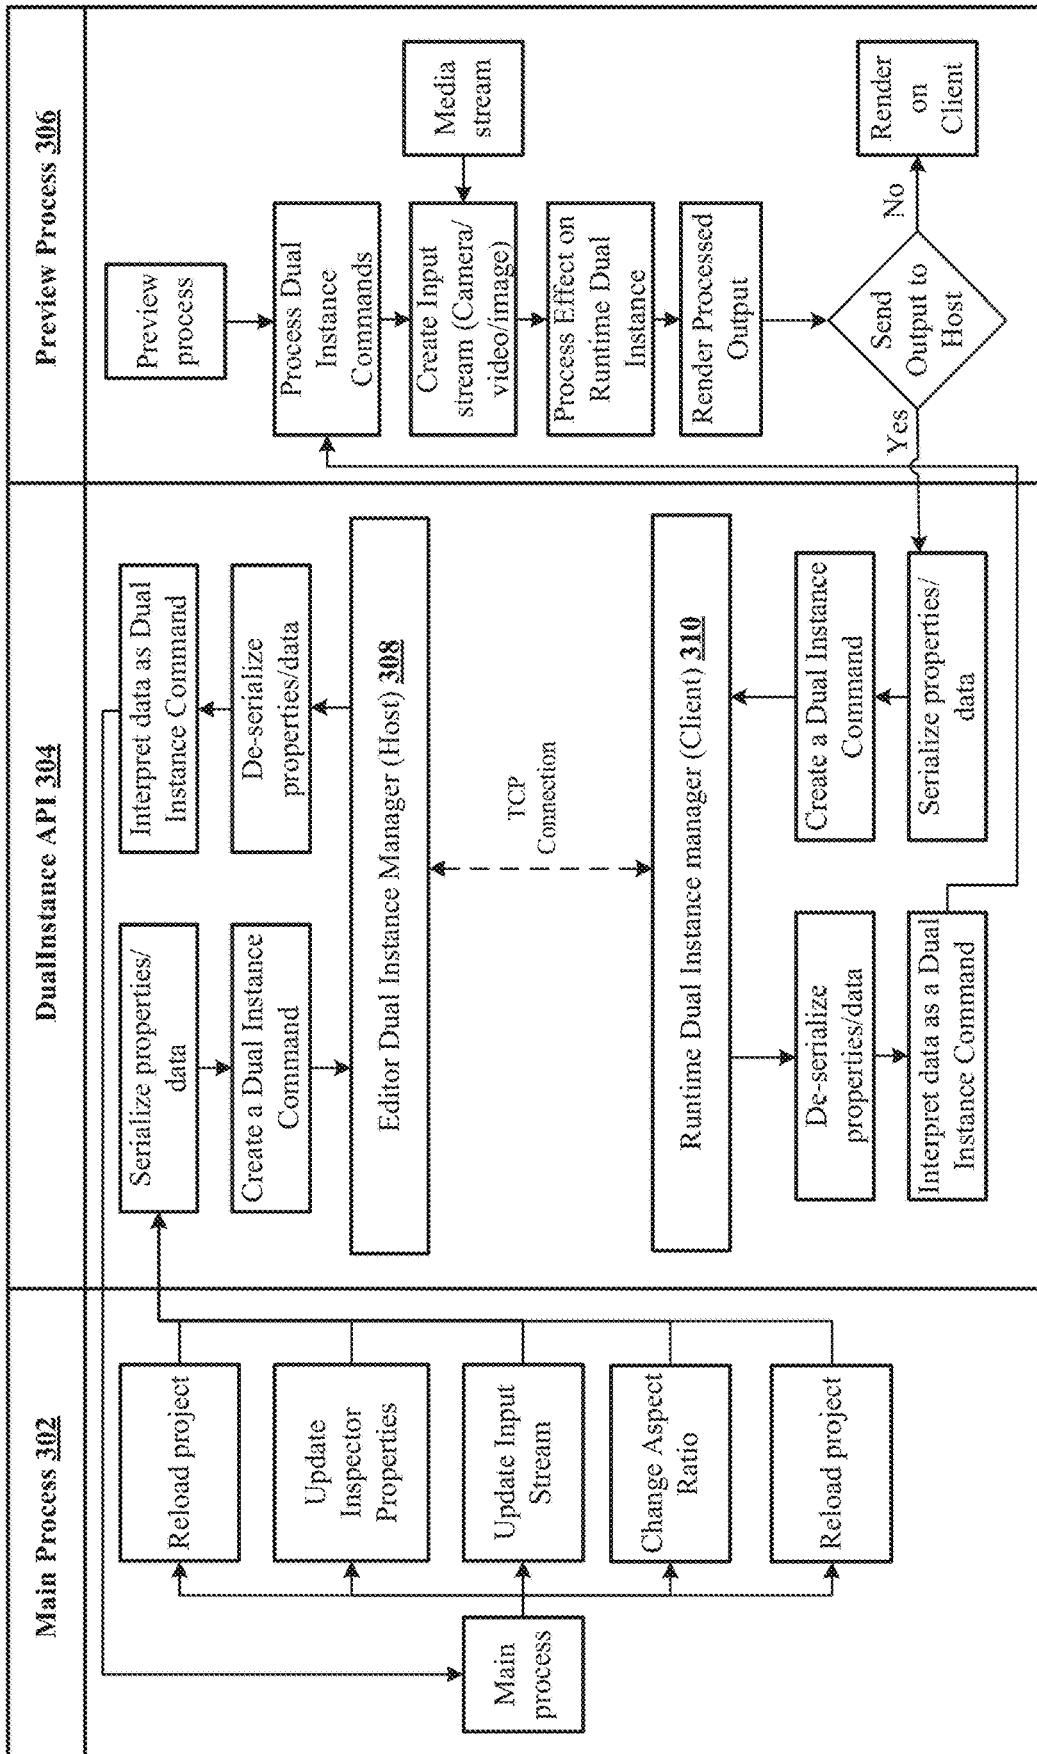 Main Process 302
Main
process
Reload project
Update
Inspector
Properties
Update Input
Stream
Change Aspect
Ratio
Reload project
DualInstance API 304
Serialize properties/
data
Create a Dual Instance
Command
Interpret data as Dual
Instance Command
De-serialize
properties/data
Editor Dual Instance Manager (Host) 308
TCP
Connection
Runtime Dual Instance manager (Client) 310
De-serialize
properties/data
Interpret data as a Dual
Instance Command
Create a Dual Instance
Command
Serialize properties/
data
Preview Process 306
Preview
process
Process Dual
Instance
Commands
Create Input
stream (Camera/
video/image)
Media
stream
Process Effect on
Runtime Dual
Instance
Render Processed
Output
Send
Output to
Host
Yes
No
Render
on
Client